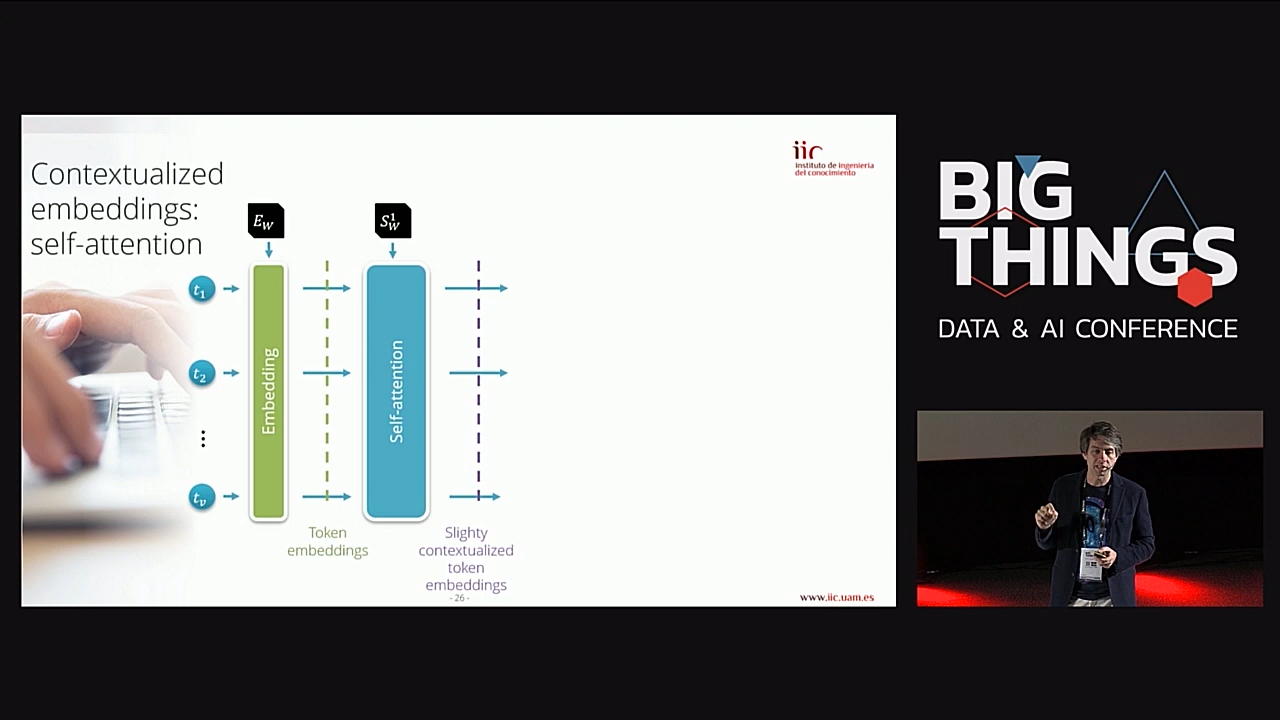 Contextualized
embeddings:
self-attention
iic
instituto de ingeniería
del conocimiento
E_W
S_W^1
t_1
t_2
⋮
t_v
Embedding
Self-attention
Token
embeddings
Slighty
contextualized
token
embeddings
- 26 -
www.iic.uam.es
BIG
THINGS
DATA & AI CONFERENCE